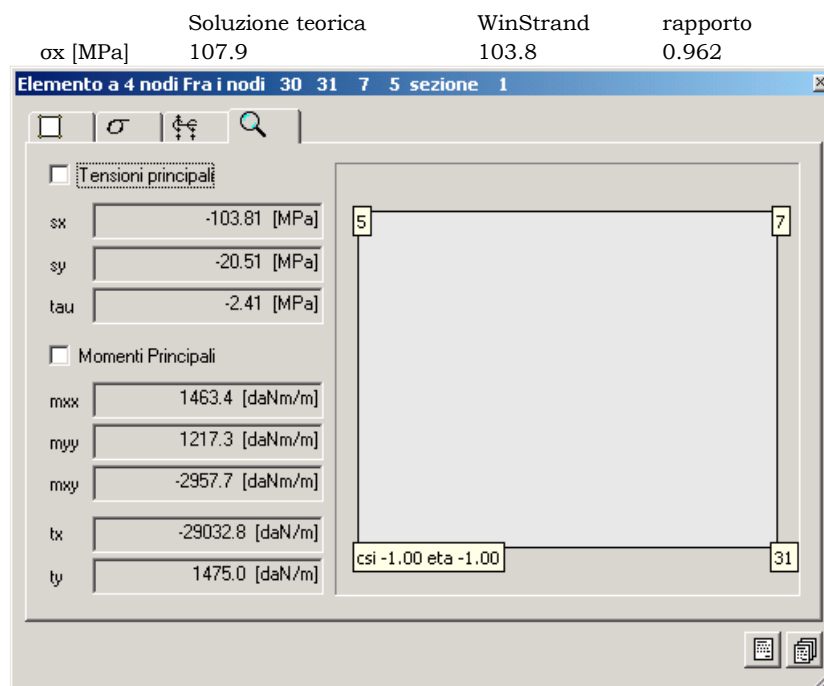 Soluzione teorica WinStrand rapporto
σx [MPa] 107.9 103.8 0.962
Elemento a 4 nodi Fra i nodi 30 31 7 5 sezione 1
σ
Tensioni principali
sx -103.81 [MPa]
sy -20.51 [MPa]
tau -2.41 [MPa]
Momenti Principali
mxx 1463.4 [daNm/m]
myy 1217.3 [daNm/m]
mxy -2957.7 [daNm/m]
tx -29032.8 [daN/m]
ty 1475.0 [daN/m]
5 7
csi -1.00 eta -1.00 31